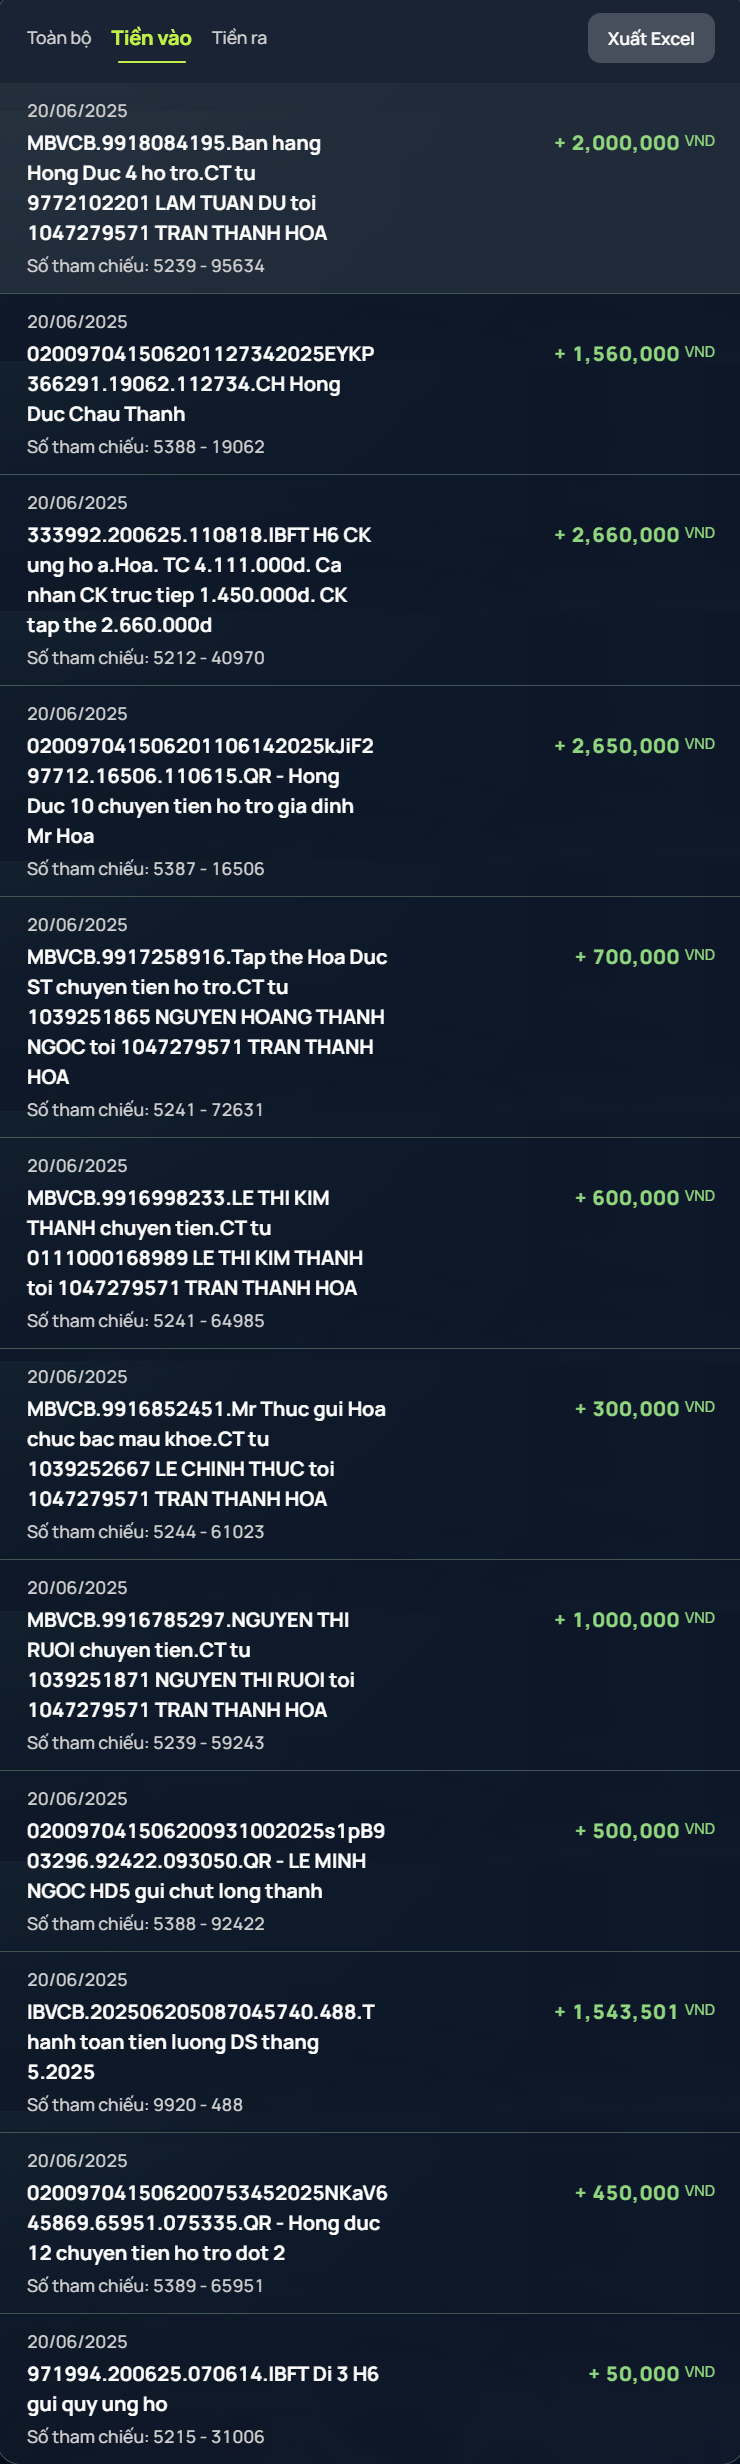 Toàn bộ Tiền vào Tiền ra Xuất Excel
20/06/2025
MBVCB.9918084195.Ban hang + 2,000,000 VND
Hong Duc 4 ho tro.CT tu
9772102201 LAM TUAN DU toi
1047279571 TRAN THANH HOA
Số tham chiếu: 5239 - 95634
20/06/2025
020097041506201127342025EYKP + 1,560,000 VND
366291.19062.112734.CH Hong
Duc Chau Thanh
Số tham chiếu: 5388 - 19062
20/06/2025
333992.200625.110818.IBFT H6 CK + 2,660,000 VND
ung ho a.Hoa. TC 4.111.000d. Ca
nhan CK truc tiep 1.450.000d. CK
tap the 2.660.000d
Số tham chiếu: 5212 - 40970
20/06/2025
020097041506201106142025kJiF2 + 2,650,000 VND
97712.16506.110615.QR - Hong
Duc 10 chuyen tien ho tro gia dinh
Mr Hoa
Số tham chiếu: 5387 - 16506
20/06/2025
MBVCB.9917258916.Tap the Hoa Duc + 700,000 VND
ST chuyen tien ho tro.CT tu
1039251865 NGUYEN HOANG THANH
NGOC toi 1047279571 TRAN THANH
HOA
Số tham chiếu: 5241 - 72631
20/06/2025
MBVCB.9916998233.LE THI KIM + 600,000 VND
THANH chuyen tien.CT tu
0111000168989 LE THI KIM THANH
toi 1047279571 TRAN THANH HOA
Số tham chiếu: 5241 - 64985
20/06/2025
MBVCB.9916852451.Mr Thuc gui Hoa + 300,000 VND
chuc bac mau khoe.CT tu
1039252667 LE CHINH THUC toi
1047279571 TRAN THANH HOA
Số tham chiếu: 5244 - 61023
20/06/2025
MBVCB.9916785297.NGUYEN THI + 1,000,000 VND
RUOI chuyen tien.CT tu
1039251871 NGUYEN THI RUOI toi
1047279571 TRAN THANH HOA
Số tham chiếu: 5239 - 59243
20/06/2025
020097041506200931002025s1pB9 + 500,000 VND
03296.92422.093050.QR - LE MINH
NGOC HD5 gui chut long thanh
Số tham chiếu: 5388 - 92422
20/06/2025
IBVCB.202506205087045740.488.T + 1,543,501 VND
hanh toan tien luong DS thang
5.2025
Số tham chiếu: 9920 - 488
20/06/2025
020097041506200753452025NKaV6 + 450,000 VND
45869.65951.075335.QR - Hong duc
12 chuyen tien ho tro dot 2
Số tham chiếu: 5389 - 65951
20/06/2025
971994.200625.070614.IBFT Di 3 H6 + 50,000 VND
gui quy ung ho
Số tham chiếu: 5215 - 31006